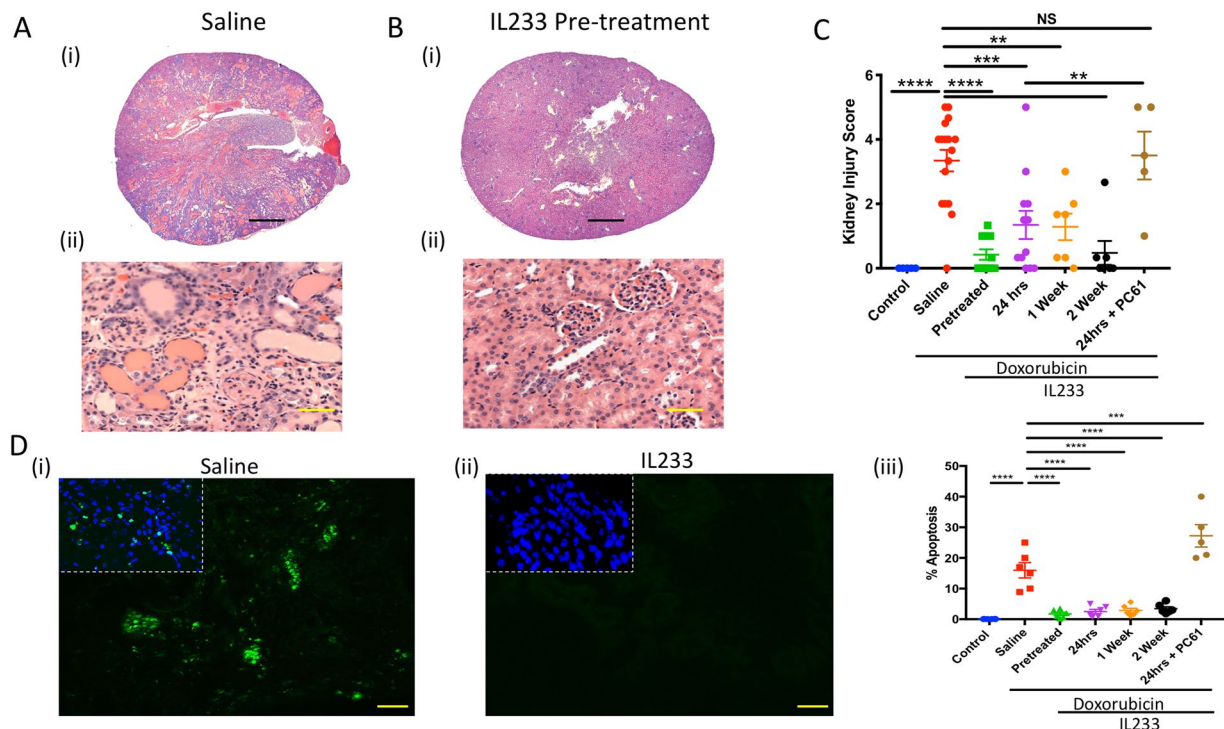 A
Saline
(i)
(ii)
B
IL233 Pre-treatment
(i)
(ii)
C
NS
**
***
**
**** ****
Kidney Injury Score
6
4
2
0
Control
Saline
Pretreated
24 hrs
1 Week
2 Week
24hrs + PC61
Doxorubicin
IL233
D
(i)
Saline
(ii)
IL233
(iii)
***
****
****
****
**** ****
% Apoptosis
50
40
30
20
10
0
Control
Saline
Pretreated
24hrs
1 Week
2 Week
24hrs + PC61
Doxorubicin
IL233